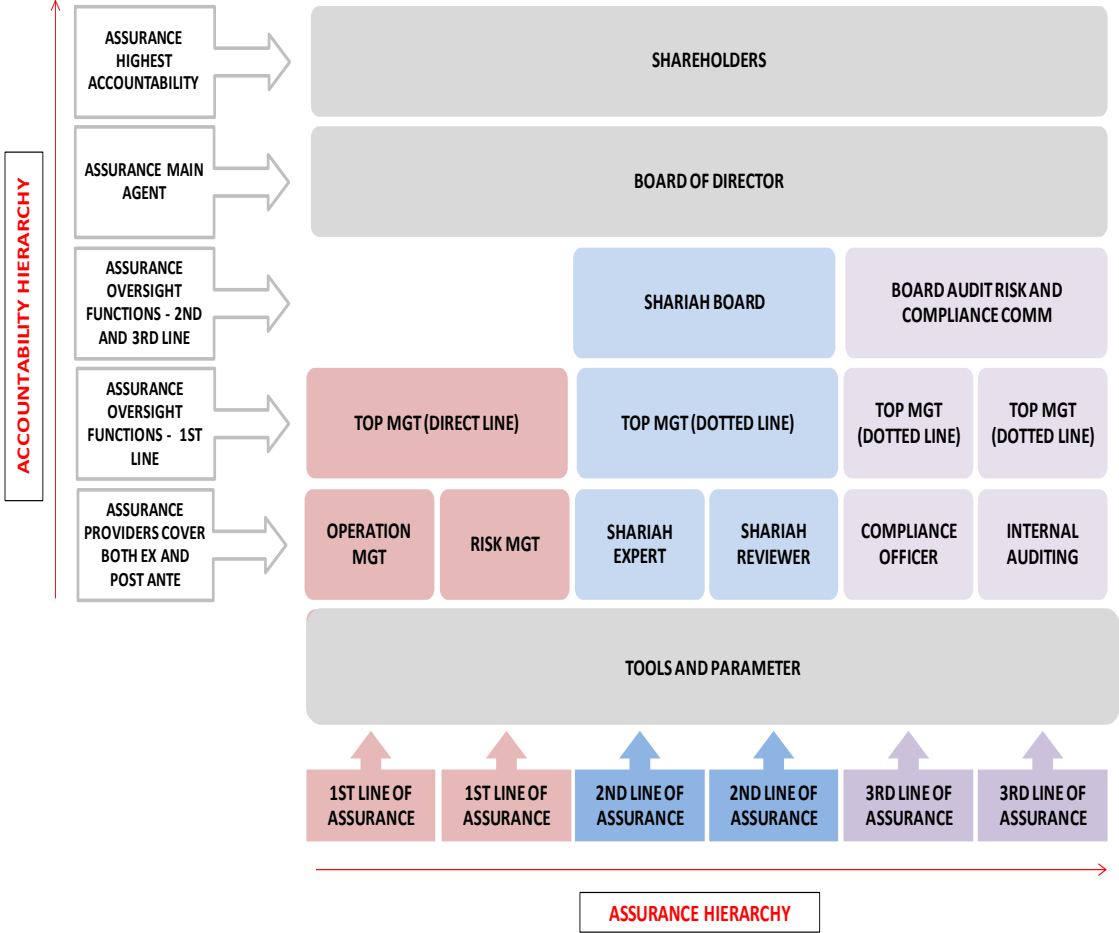 ASSURANCE
HIGHEST
ACCOUNTABILITY
SHAREHOLDERS
ASSURANCE MAIN
AGENT
BOARD OF DIRECTOR
ACCOUNTABILITY HIERARCHY
ASSURANCE
OVERSIGHT
FUNCTIONS - 2ND
AND 3RD LINE
SHARIAH BOARD
BOARD AUDIT RISK AND
COMPLIANCE COMM
ASSURANCE
OVERSIGHT
FUNCTIONS - 1ST
LINE
TOP MGT (DIRECT LINE)
TOP MGT (DOTTED LINE)
TOP MGT
(DOTTED LINE)
TOP MGT
(DOTTED LINE)
ASSURANCE
PROVIDERS COVER
BOTH EX AND
POST ANTE
OPERATION
MGT
RISK MGT
SHARIAH
EXPERT
SHARIAH
REVIEWER
COMPLIANCE
OFFICER
INTERNAL
AUDITING
TOOLS AND PARAMETER
1ST LINE OF
ASSURANCE
1ST LINE OF
ASSURANCE
2ND LINE OF
ASSURANCE
2ND LINE OF
ASSURANCE
3RD LINE OF
ASSURANCE
3RD LINE OF
ASSURANCE
ASSURANCE HIERARCHY